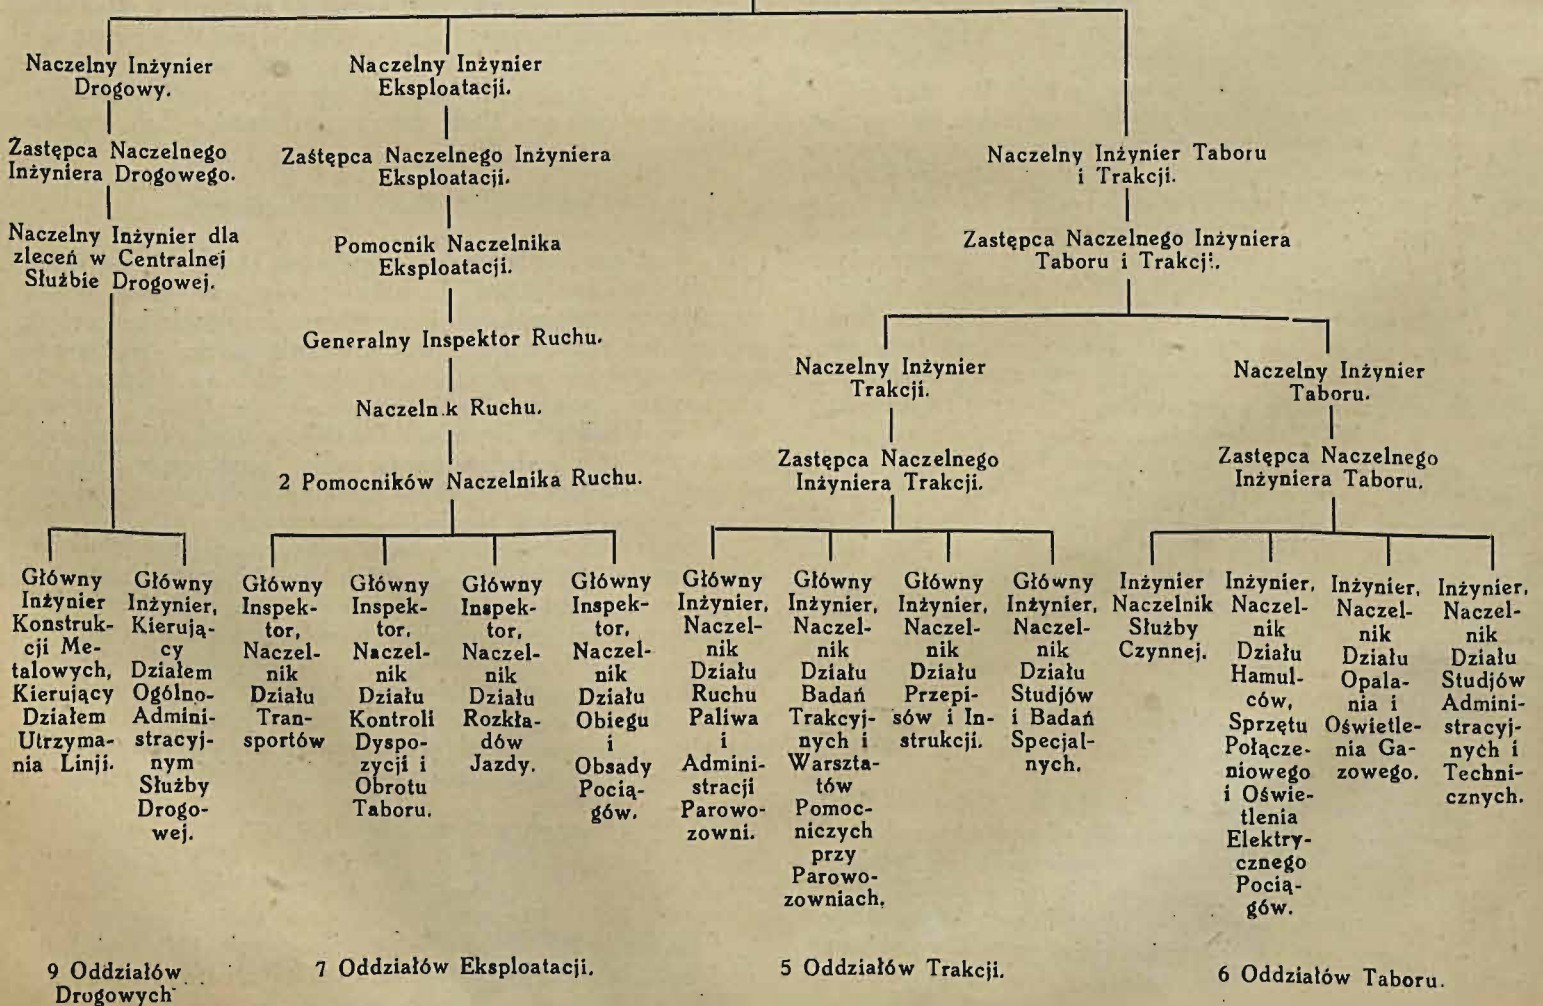 Naczelny Inżynier
Drogowy.
Zastępca Naczelnego
Inżyniera Drogowego.
Naczelny Inżynier dla
zleceń w Centralnej
Służbie Drogowej.
Naczelny Inżynier
Eksploatacji.
Zaśtępca Naczelnego Inżyniera
Eksploatacji.
Pomocnik Naczelnika
Eksploatacji.
Generalny Inspektor Ruchu.
Naczeln.k Ruchu.
2 Pomocników Naczelnika Ruchu.
Naczelny Inżynier Taboru
i Trakcji.
Zastępca Naczelnego Inżyniera
Taboru i Trakcji.
Naczelny Inżynier
Trakcji.
Zastępca Naczelnego
Inżyniera Trakcji.
Naczelny Inżynier
Taboru.
Zastępca Naczelnego
Inżyniera Taboru.
Główny
Inżynier
Konstruk-
cji Me-
talowych,
Kierujący
Działem
Utrzyma-
nia Linji.
Główny
Inżynier,
Kierują-
cy
Działem
Ogólno-
Admini-
stracyj-
nym
Służby
Drogo-
wej.
Główny
Inspek-
tor,
Naczel-
nik
Działu
Tran-
sportów
Główny
Inspek-
tor,
Naczel-
nik
Działu
Kontroli
Dyspo-
zycji i
Obrotu
Taboru.
Główny
Inspek-
tor,
Naczel-
nik
Działu
Rozkła-
dów
Jazdy.
Główny
Inspek-
tor,
Naczel-
nik
Działu
Obiegu
i
Obsady
Pocią-
gów.
Główny
Inżynier,
Naczel-
nik
Działu
Ruchu
Paliwa
i
Admini-
stracji
Parowo-
zowni.
Główny
Inżynier,
Naczel-
nik
Działu
Badań
Trakcyj-
nych i
Warszta-
tów
Pomoc-
niczych
przy
Parowo-
zowniach.
Główny
Inżynier,
Naczel-
nik
Działu
Przepi-
sów i In-
strukcji.
Główny
Inżynier,
Naczel-
nik
Działu
Studjów
i Badań
Specjal-
nych.
Inżynier
Naczelnik
Służby
Czynnej.
Inżynier,
Naczel-
nik
Działu
Hamul-
ców,
Sprzętu
Połącze-
niowego
i Oświe-
tlenia
Elektry-
cznego
Pocią-
gów.
Inżynier,
Naczel-
nik
Działu
Opala-
nia i
Oświetle-
nia Ga-
zowego.
Inżynier,
Naczel-
nik
Działu
Studjów
Admini-
stracyj-
nych i
Techni-
cznych.
9 Oddziałów
Drogowych
7 Oddziałów Eksploatacji.
5 Oddziałów Trakcji.
6 Oddziałów Taboru.